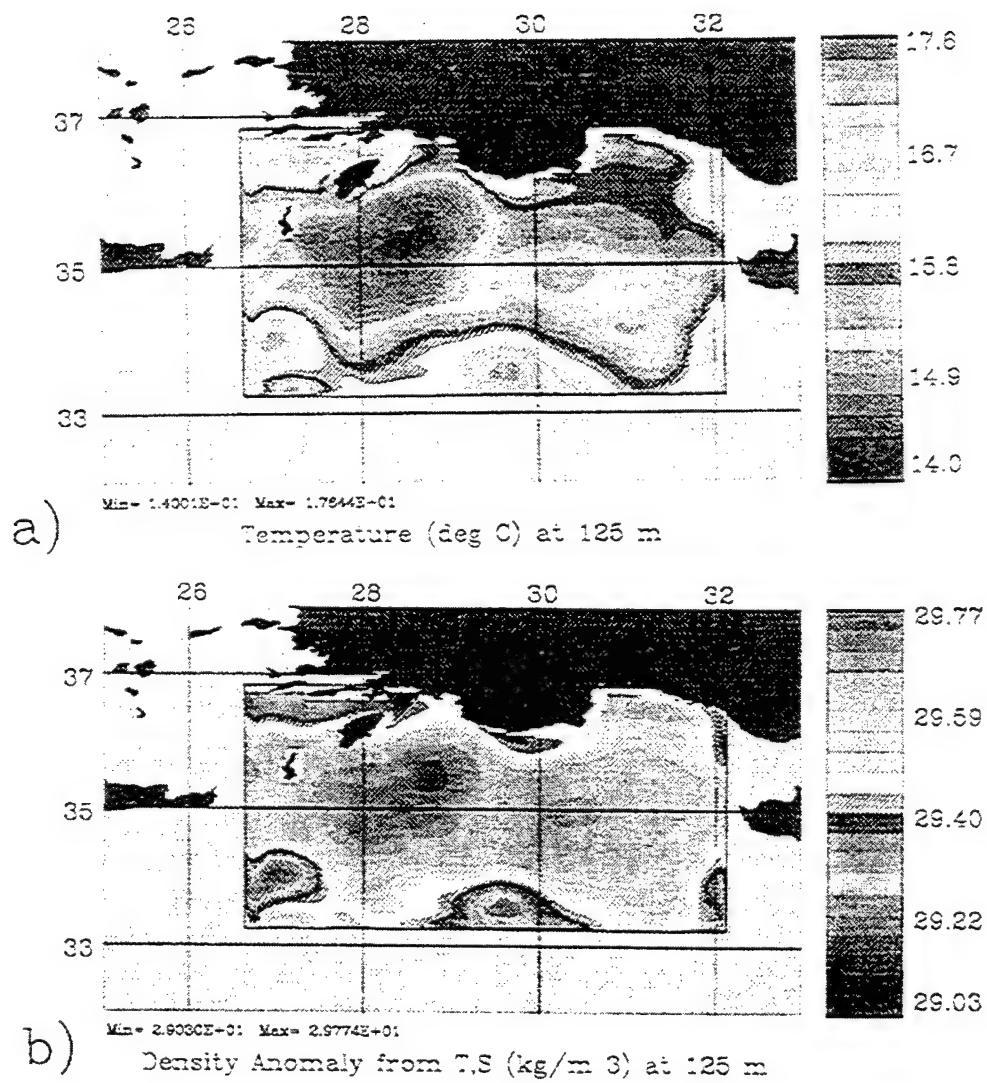 26 28 30 32
17.6
37
16.7
35
15.8
14.9
33
14.0
Min= 1.4001E+01 Max= 1.7644E+01
a)
Temperature (deg C) at 125 m
26 28 30 32
29.77
37
29.59
35
29.40
29.22
33
29.03
Min= 2.9030E+01 Max= 2.9774E+01
b)
Density Anomaly from T,S (kg/m 3) at 125 m